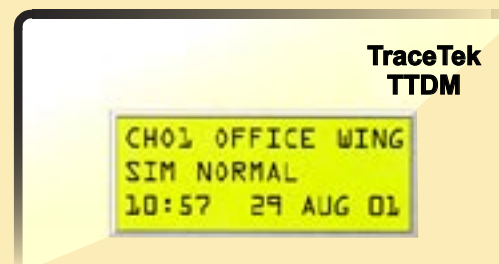 TraceTek
TTDM
CH01 OFFICE WING
SIM NORMAL
10:57 29 AUG 01